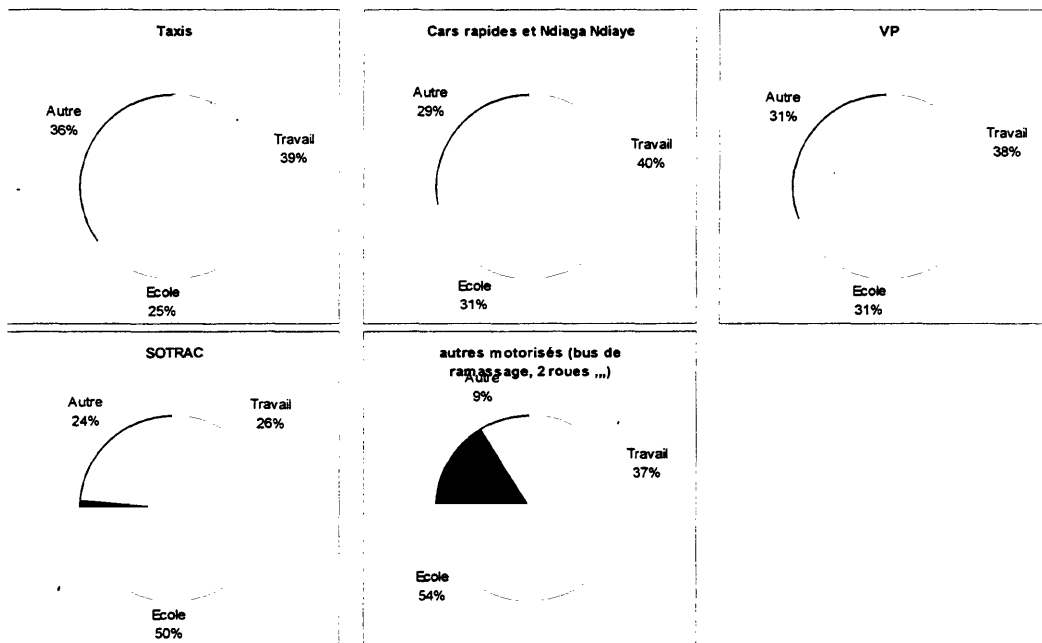 Taxis
Autre
36%
Travail
39%
Ecole
25%
Cars rapides et Ndiaga Ndiaye
Autre
29%
Travail
40%
Ecole
31%
VP
Autre
31%
Travail
38%
Ecole
31%
SOTRAC
Autre
24%
Travail
26%
Ecole
50%
autres motorisés (bus de
ramassage, 2 roues ,,,)
Autre
9%
Travail
37%
Ecole
54%